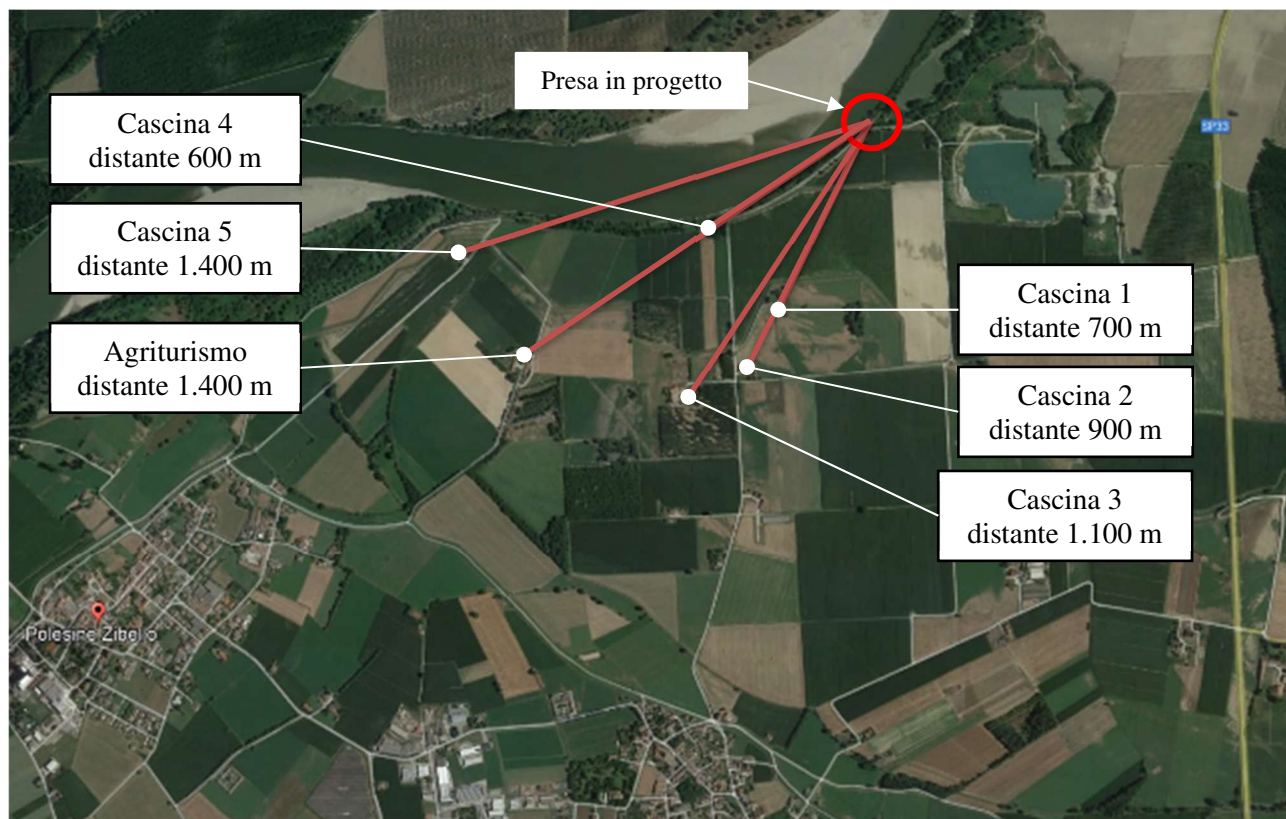 Presa in progetto
Cascina 4
distante 600 m
SP33
Cascina 5
distante 1.400 m
Cascina 1
distante 700 m
Agriturismo
distante 1.400 m
Cascina 2
distante 900 m
Cascina 3
distante 1.100 m
Polesine Zibello